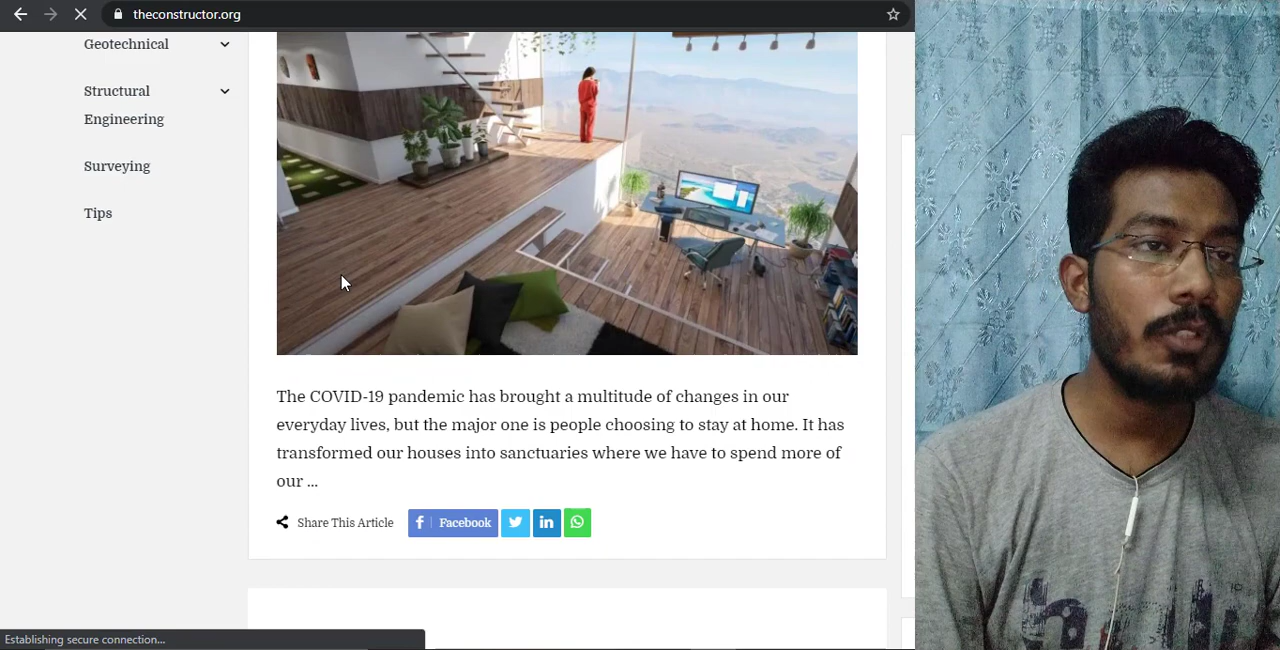 theconstructor.org
Geotechnical
Structural
Engineering
Surveying
Tips
The COVID-19 pandemic has brought a multitude of changes in our
everyday lives, but the major one is people choosing to stay at home. It has
transformed our houses into sanctuaries where we have to spend more of
our ...
Share This Article
Facebook
Establishing secure connection...